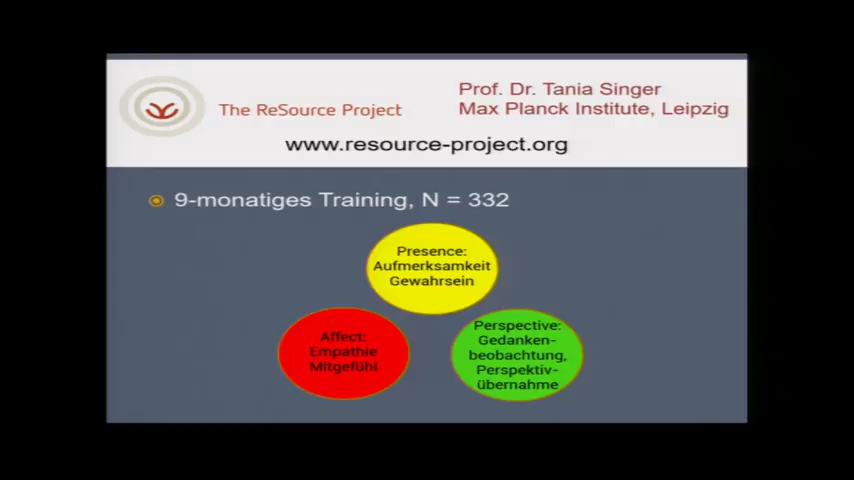 The ReSource Project
Prof. Dr. Tania Singer
Max Planck Institute, Leipzig
www.resource-project.org
9-monatiges Training, N = 332
Presence:
Aufmerksamkeit
Gewahrsein
Affect:
Empathie
Mitgefühl
Perspective:
Gedanken-
beobachtung,
Perspektiv-
übernahme